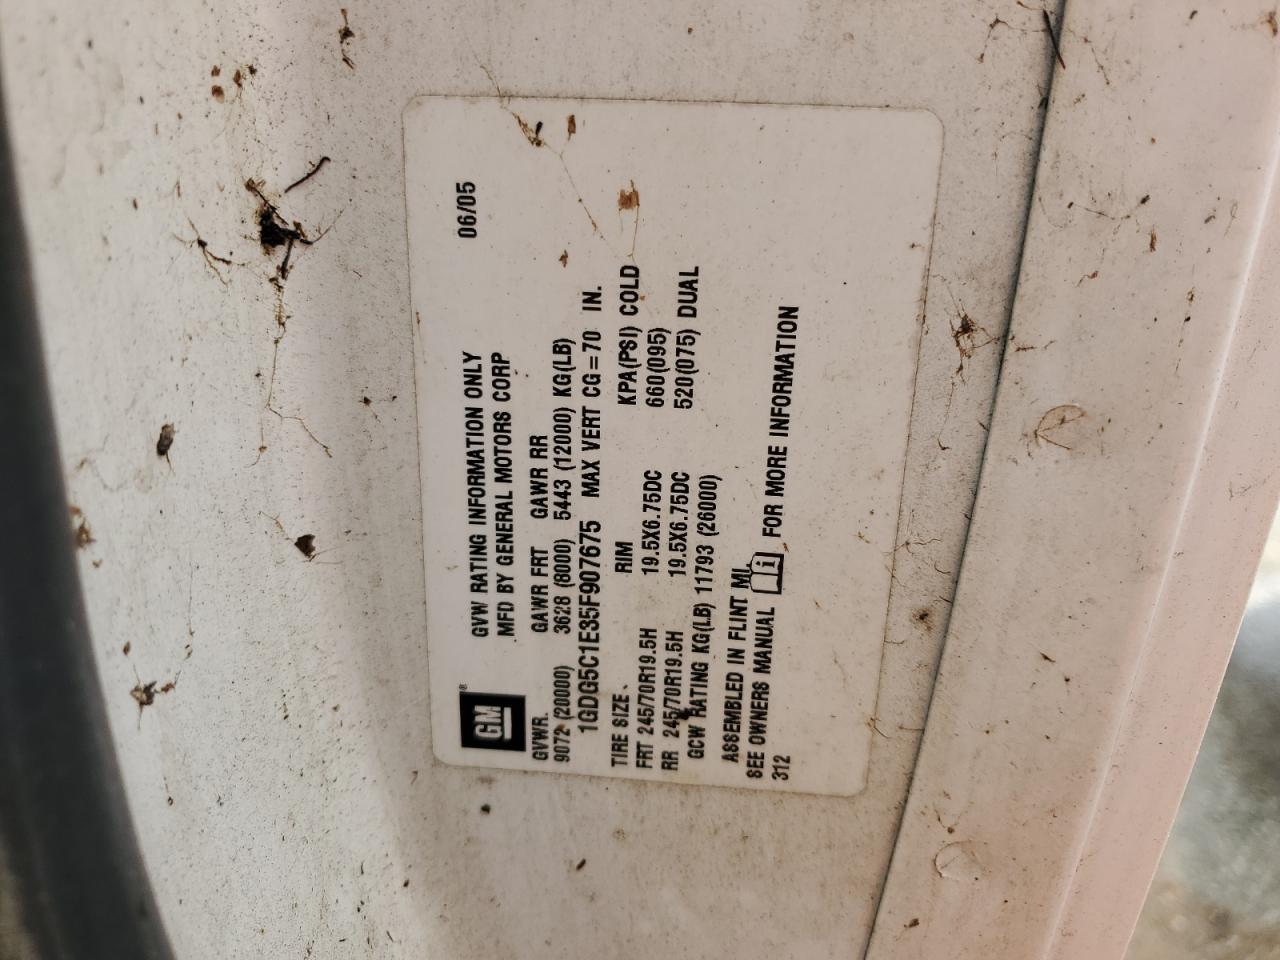 GM®
GVW RATING INFORMATION ONLY 06/05
MFD BY GENERAL MOTORS CORP
GVWR. GAWR FRT GAWR RR
9072 (20000) 3628 (8000) 5443 (12000) KG(LB)
1GDG5C1E35F907675 MAX VERT CG=70 IN.
TIRE SIZE RIM KPA(PSI) COLD
FRT 245/70R19.5H 19.5X6.75DC 660(095)
RR 245/70R19.5H 19.5X6.75DC 520(075) DUAL
GCW RATING KG(LB) 11793 (26000)
ASSEMBLED IN FLINT MI.
SEE OWNERS MANUAL i FOR MORE INFORMATION
312